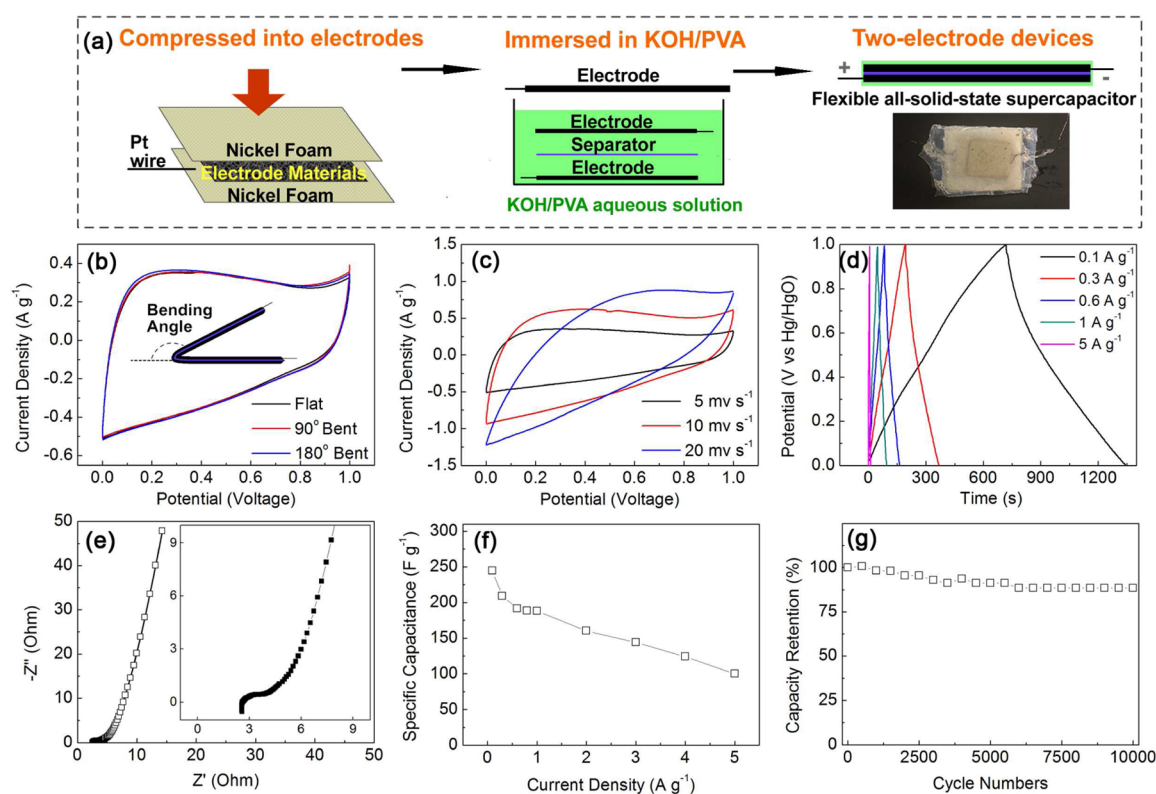 (a)
Compressed into electrodes
Immersed in KOH/PVA
Two-electrode devices
Pt
wire
Nickel Foam
Electrode Materials
Nickel Foam
Electrode
Electrode
Separator
Electrode
KOH/PVA aqueous solution
+
-
Flexible all-solid-state supercapacitor
(b)
Current Density (A g⁻¹)
0.4
0.2
0.0
-0.2
-0.4
-0.6
Bending
Angle
Flat
90° Bent
180° Bent
0.0 0.2 0.4 0.6 0.8 1.0
Potential (Voltage)
(c)
Current Density (A g⁻¹)
1.5
1.0
0.5
0.0
-0.5
-1.0
-1.5
5 mv s⁻¹
10 mv s⁻¹
20 mv s⁻¹
0.0 0.2 0.4 0.6 0.8 1.0
Potential (Voltage)
(d)
Potential (V vs Hg/HgO)
1.0
0.8
0.6
0.4
0.2
0.0
0.1 A g⁻¹
0.3 A g⁻¹
0.6 A g⁻¹
1 A g⁻¹
5 A g⁻¹
0 300 600 900 1200
Time (s)
(e)
-Z" (Ohm)
50
40
30
20
10
0
9
6
3
0
0 3 6 9
0 10 20 30 40 50
Z' (Ohm)
(f)
Specific Capacitance (F g⁻¹)
300
250
200
150
100
50
0
0 1 2 3 4 5
Current Density (A g⁻¹)
(g)
Capacity Retention (%)
100
75
50
25
0
0 2500 5000 7500 10000
Cycle Numbers